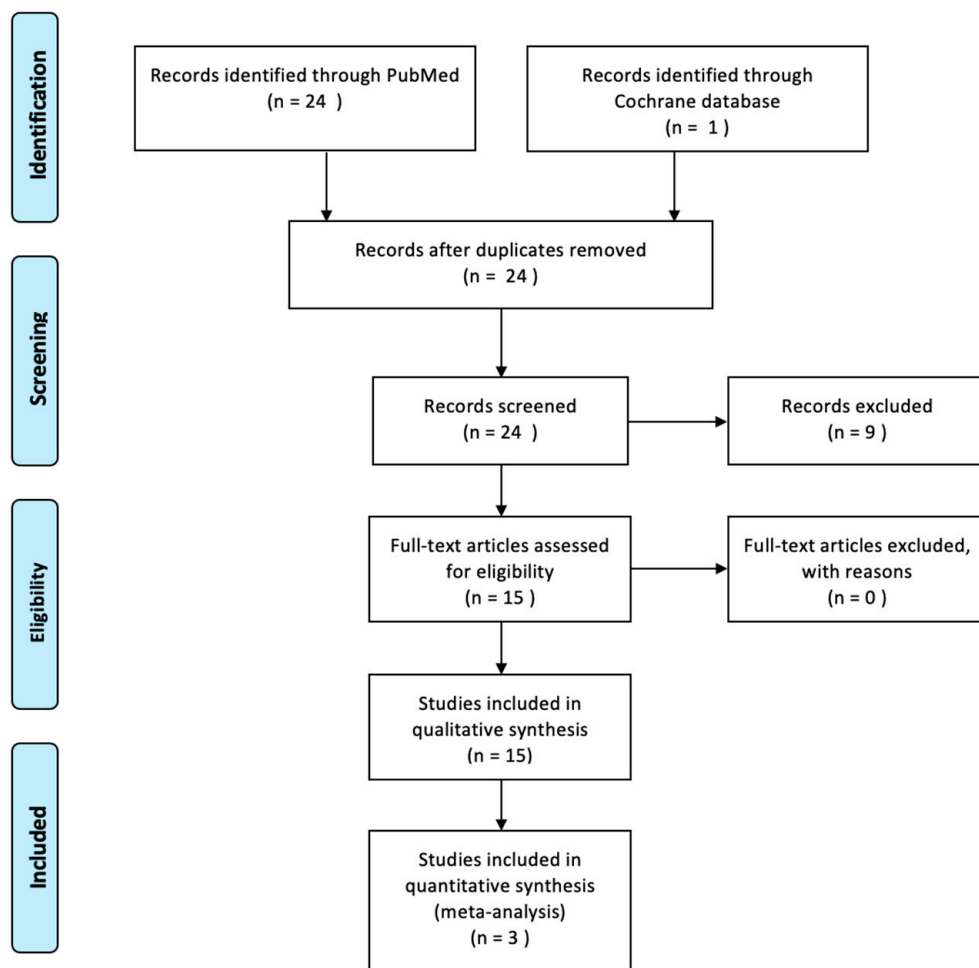 Identification
Records identified through PubMed
(n = 24 )
Records identified through
Cochrane database
(n = 1 )
Records after duplicates removed
(n = 24 )
Screening
Records screened
(n = 24 )
Records excluded
(n = 9 )
Eligibility
Full-text articles assessed
for eligibility
(n = 15 )
Full-text articles excluded,
with reasons
(n = 0 )
Studies included in
qualitative synthesis
(n = 15)
Included
Studies included in
quantitative synthesis
(meta-analysis)
(n = 3 )